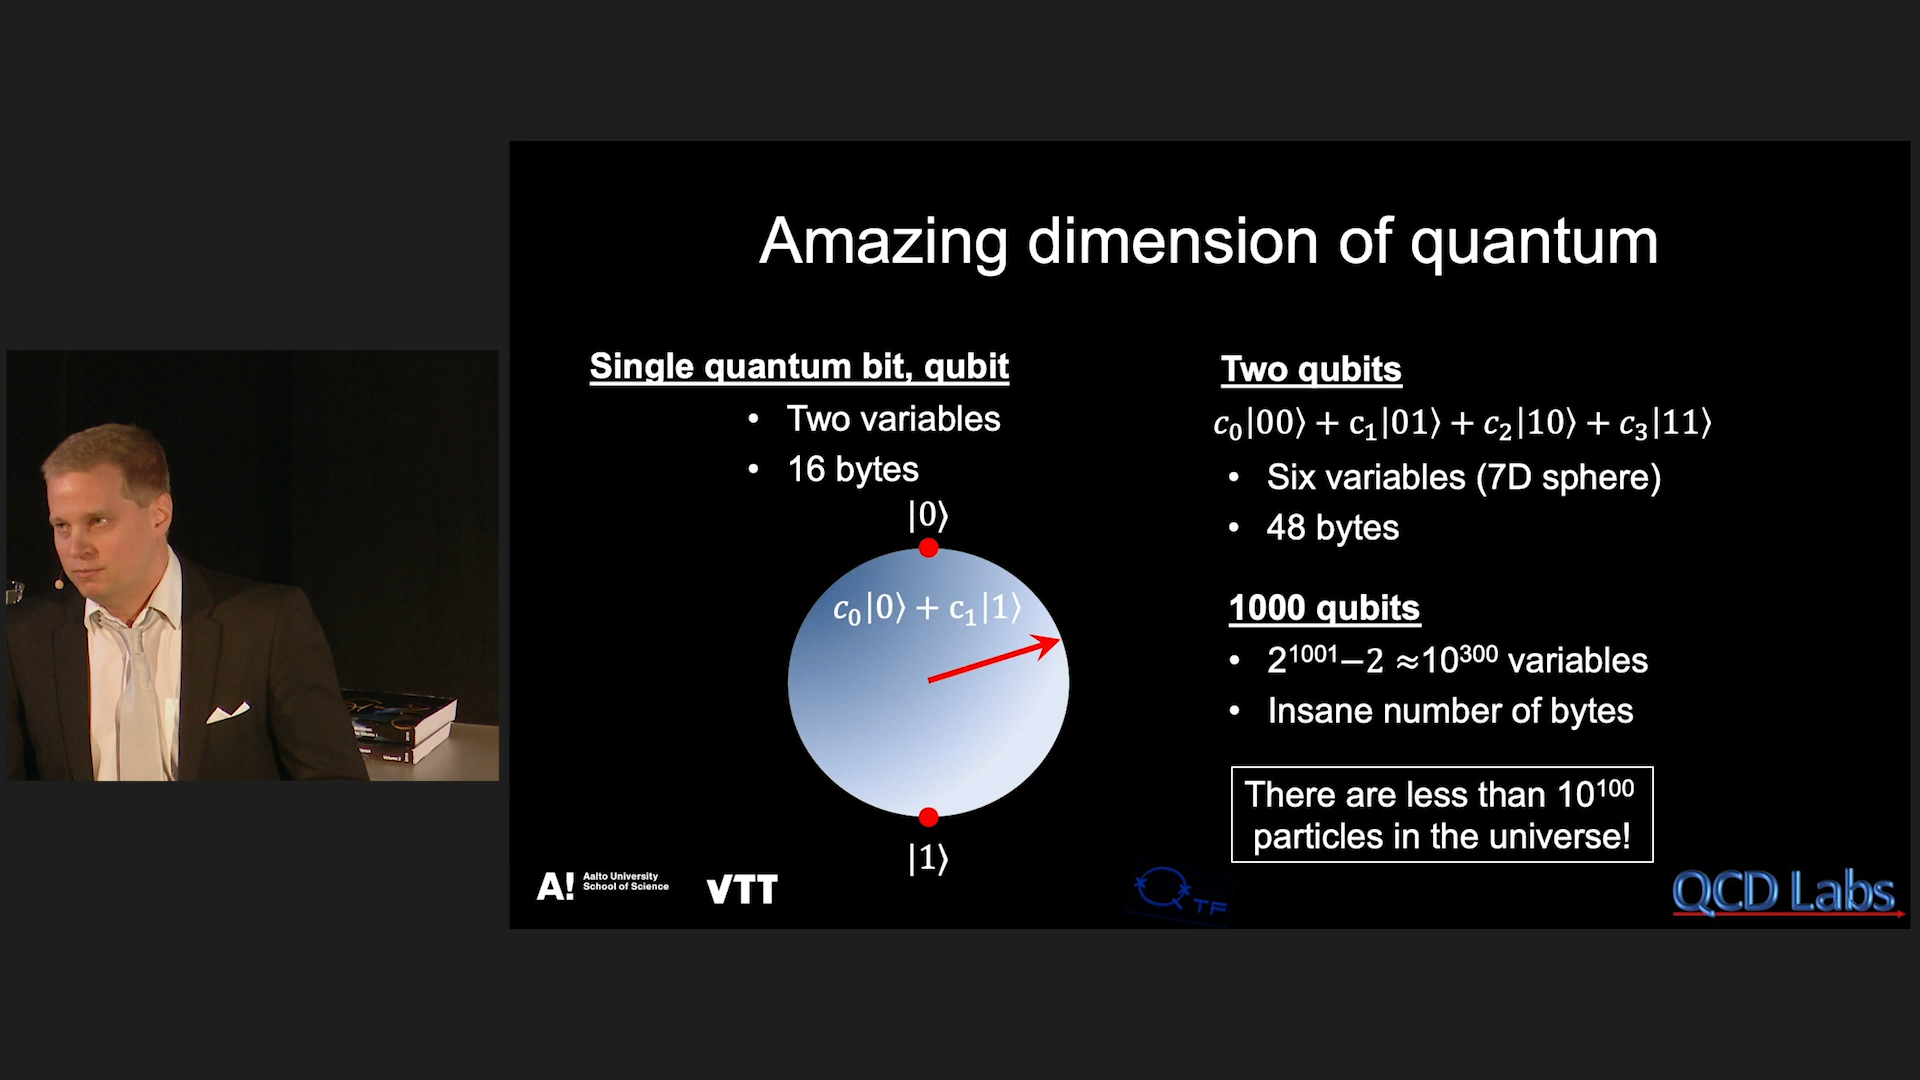 Amazing dimension of quantum
Single quantum bit, qubit
• Two variables
• 16 bytes
|0⟩
c₀|0⟩ + c₁|1⟩
|1⟩
Two qubits
c₀|00⟩ + c₁|01⟩ + c₂|10⟩ + c₃|11⟩
• Six variables (7D sphere)
• 48 bytes
1000 qubits
• 2¹⁰⁰¹−2 ≈10³⁰⁰ variables
• Insane number of bytes
There are less than 10¹⁰⁰
particles in the universe!
A! Aalto University
School of Science
VTT
QTF
QCD Labs
Volume 2